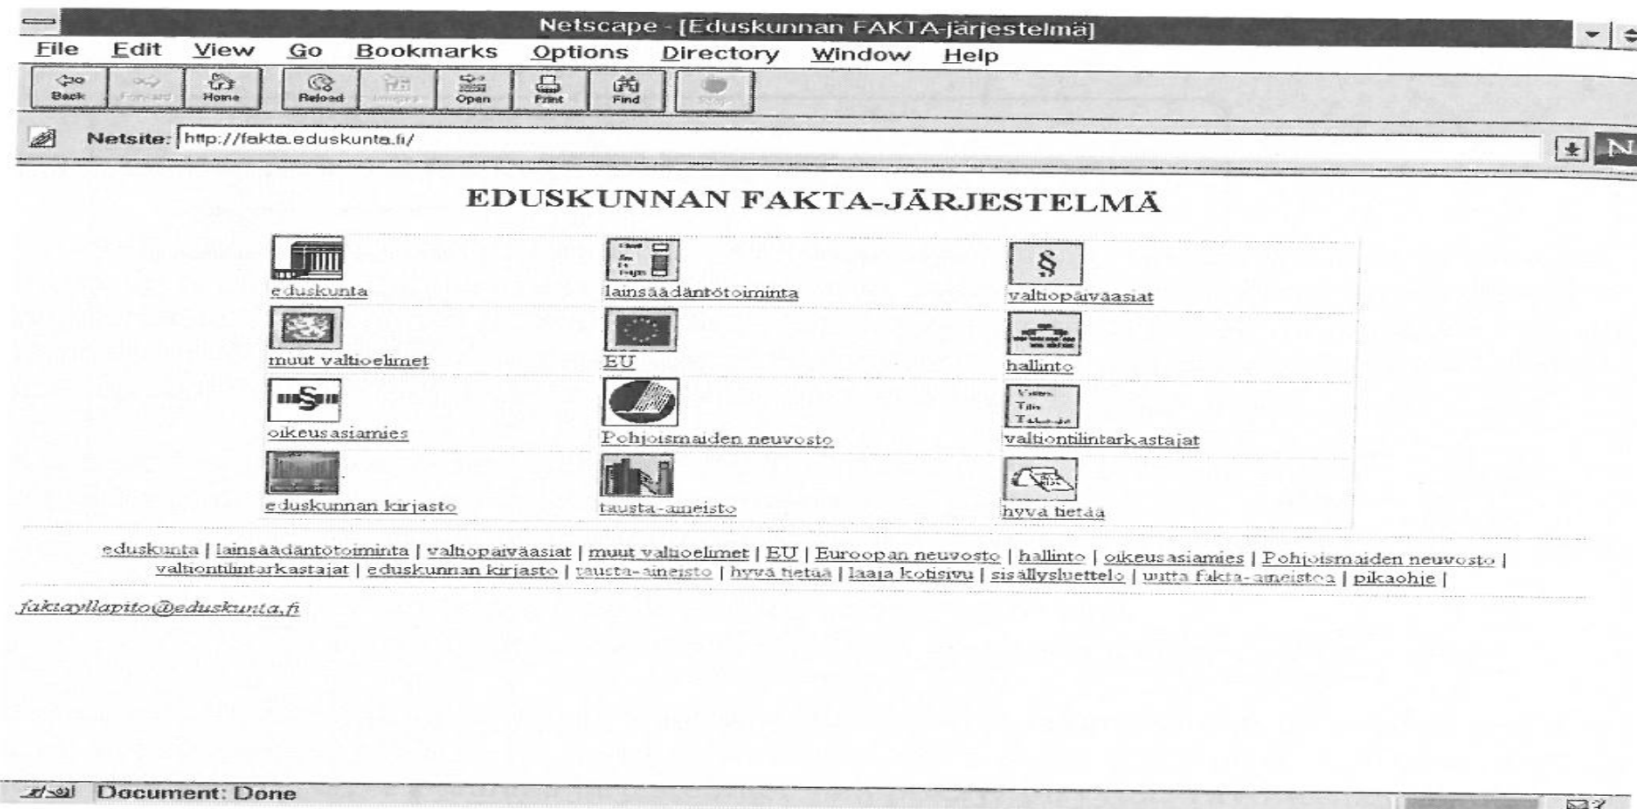 Netscape - [Eduskunnan FAKTA-järjestelmä]
File Edit View Go Bookmarks Options Directory Window Help
Back Forward Home Reload Images Open Print Find Stop
Netsite: http://fakta.eduskunta.fi/
N
EDUSKUNNAN FAKTA-JÄRJESTELMÄ
§
eduskunta lainsäädäntötoiminta valtiopäiväasiat
muut valtioelimet EU hallinto
oikeusasiamies Pohjoismaiden neuvosto valtiontilintarkastajat
eduskunnan kirjasto tausta-aineisto hyvä tietää
eduskunta | lainsäädäntötoiminta | valtiopäiväasiat | muut valtioelimet | EU | Euroopan neuvosto | hallinto | oikeusasiamies | Pohjoismaiden neuvosto |
valtiontilintarkastajat | eduskunnan kirjasto | tausta-aineisto | hyvä tietää | laaja kotisivu | sisällysluettelo | uutta fakta-aineistoa | pikaohje |
faktayllapito@eduskunta.fi
Document: Done